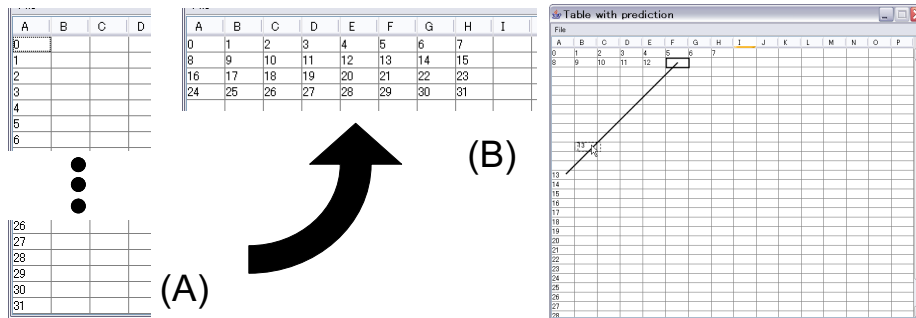 A B C D
0
1
2
3
4
5
6
26
27
28
29
30
31
(A)
A B C D E F G H I
0 1 2 3 4 5 6 7
8 9 10 11 12 13 14 15
16 17 18 19 20 21 22 23
24 25 26 27 28 29 30 31
(B)
Table with prediction
File
A B C D E F G H I J K L M N O P
0 1 2 3 4 5 6 7
8 9 10 11 12
13
13
14
15
16
17
18
19
20
21
22
23
24
25
26
27
28